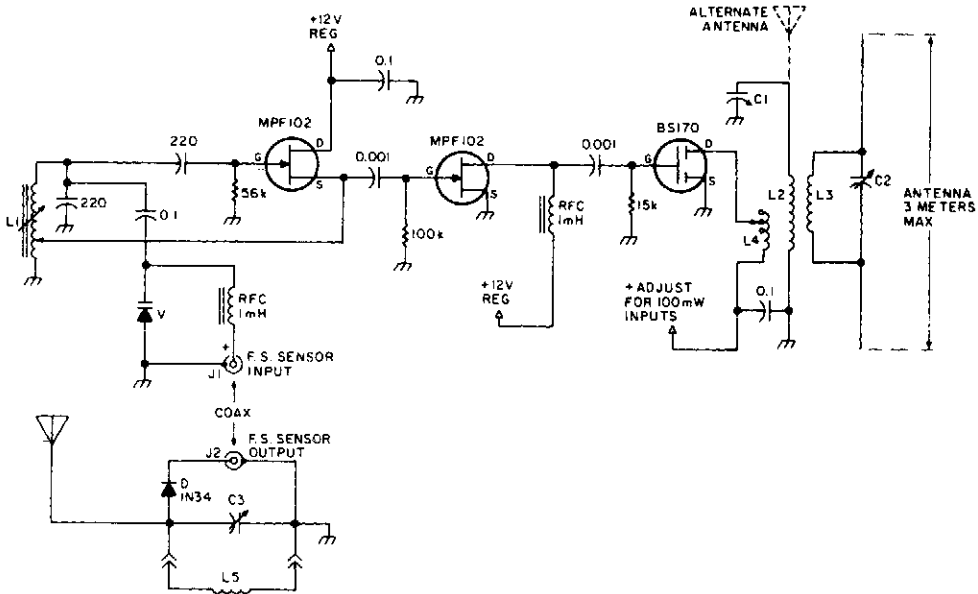 ALTERNATE
ANTENNA
+12V
REG
0.1
C1
MPF102
MPF102
BS170
220
D
G
S
0.001
D
G
S
0.001
D
G
S
C2
L2
L3
ANTENNA
3 METERS
MAX
56k
RFC
1mH
15k
220
L1
0.1
100k
L4
+12V
REG
+ ADJUST
FOR 100mW
INPUTS
0.1
RFC
1mH
V
+
F.S. SENSOR
INPUT
J1
COAX
F.S. SENSOR
OUTPUT
J2
D
1N34
C3
L5